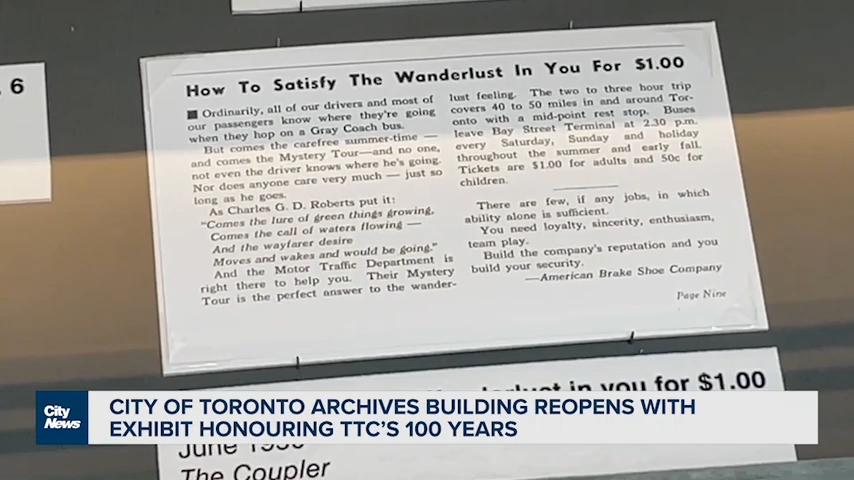 . 6
How To Satisfy The Wanderlust In You For $1.00
■ Ordinarily, all of our drivers and most of
our passengers know where they're going
when they hop on a Gray Coach bus.
But comes the carefree summer-time —
and comes the Mystery Tour—and no one,
not even the driver knows where he's going.
Nor does anyone care very much — just so
long as he goes.
As Charles G. D. Roberts put it:
"Comes the lure of green things growing,
Comes the call of waters flowing —
And the wayfarer desire
Moves and wakes and would be going."
And the Motor Traffic Department is
right there to help you. Their Mystery
Tour is the perfect answer to the wander-
lust feeling. The two to three hour trip
covers 40 to 50 miles in and around Tor-
onto with a mid-point rest stop. Buses
leave Bay Street Terminal at 2.30 p.m.
every Saturday, Sunday and holiday
throughout the summer and early fall.
Tickets are $1.00 for adults and 50c for
children.
There are few, if any jobs, in which
ability alone is sufficient.
You need loyalty, sincerity, enthusiasm,
team play.
Build the company's reputation and you
build your security.
—American Brake Shoe Company
Page Nine
in you for $1.00
June
The Coupler
City
News
CITY OF TORONTO ARCHIVES BUILDING REOPENS WITH
EXHIBIT HONOURING TTC'S 100 YEARS